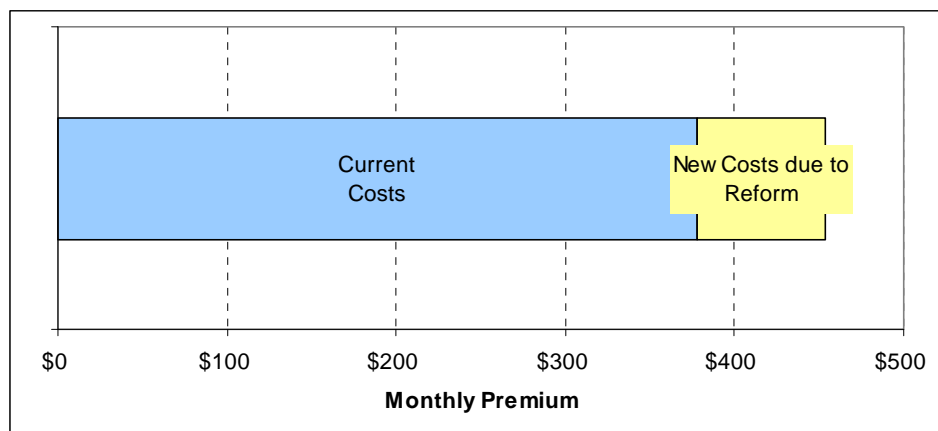 Current
Costs
New Costs due to
Reform
$0
$100
$200
$300
$400
$500
Monthly Premium